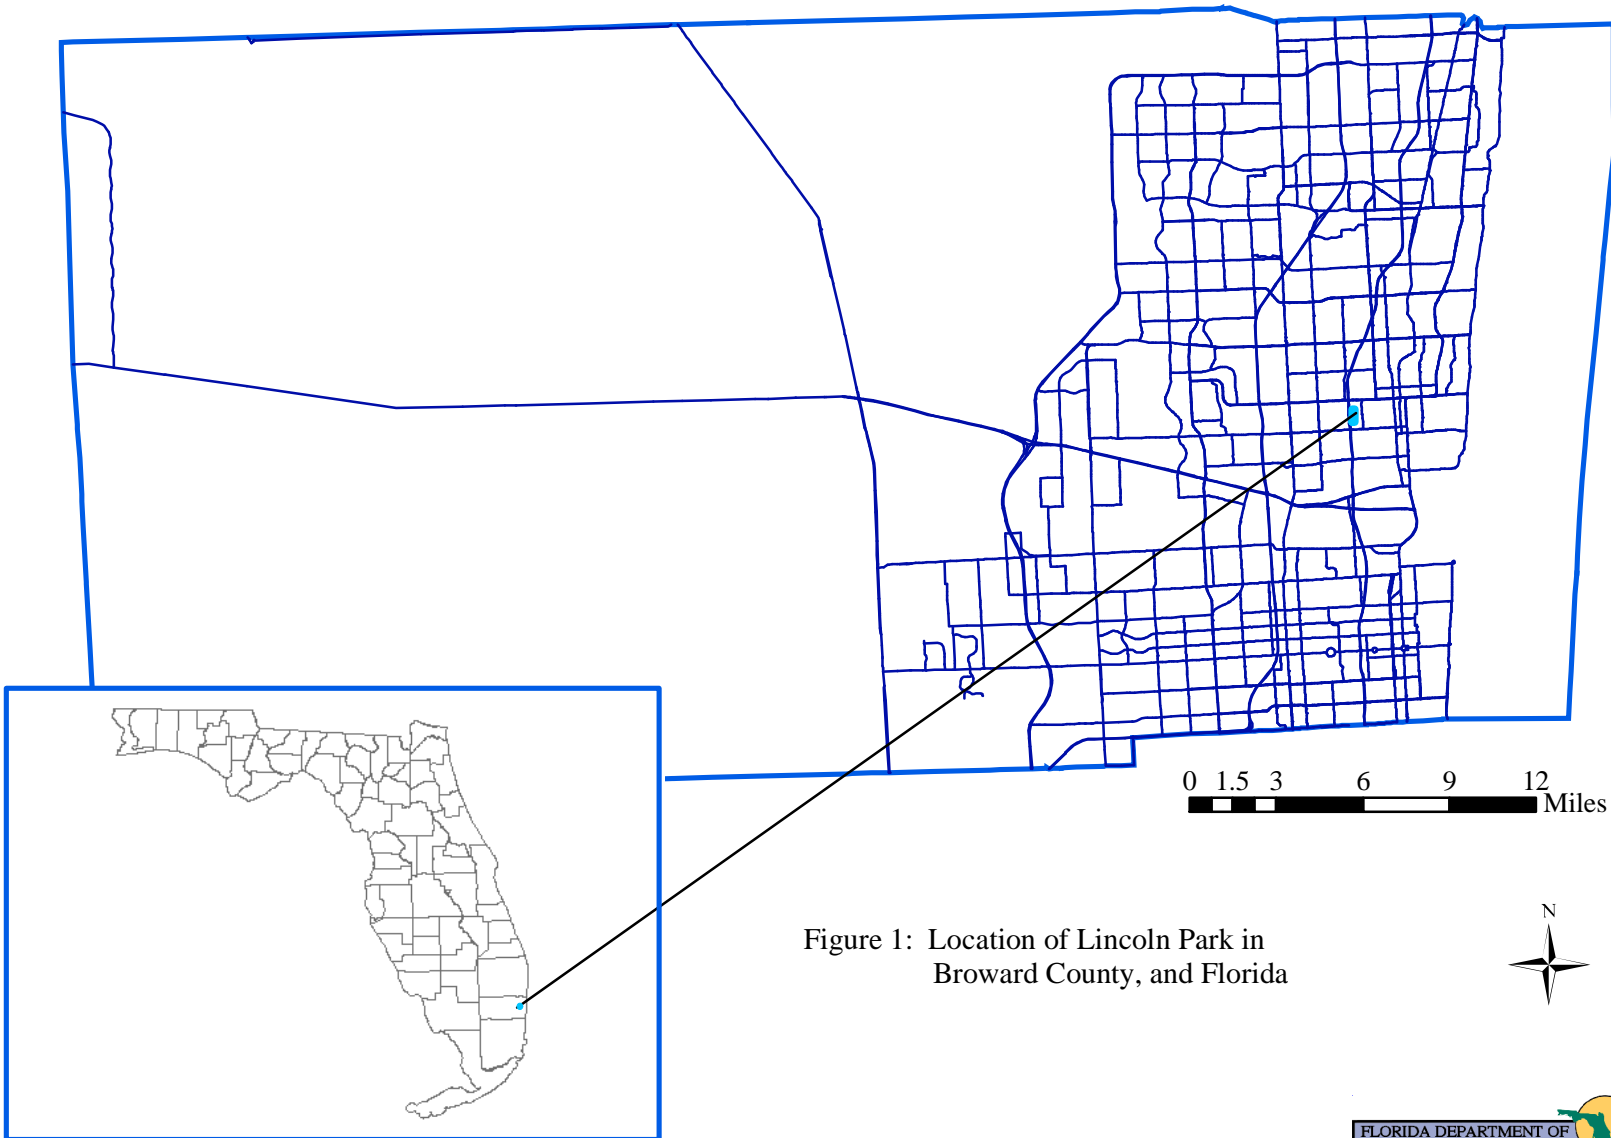 0 1.5 3 6 9 12
Miles
N
Figure 1: Location of Lincoln Park in
Broward County, and Florida
FLORIDA DEPARTMENT OF